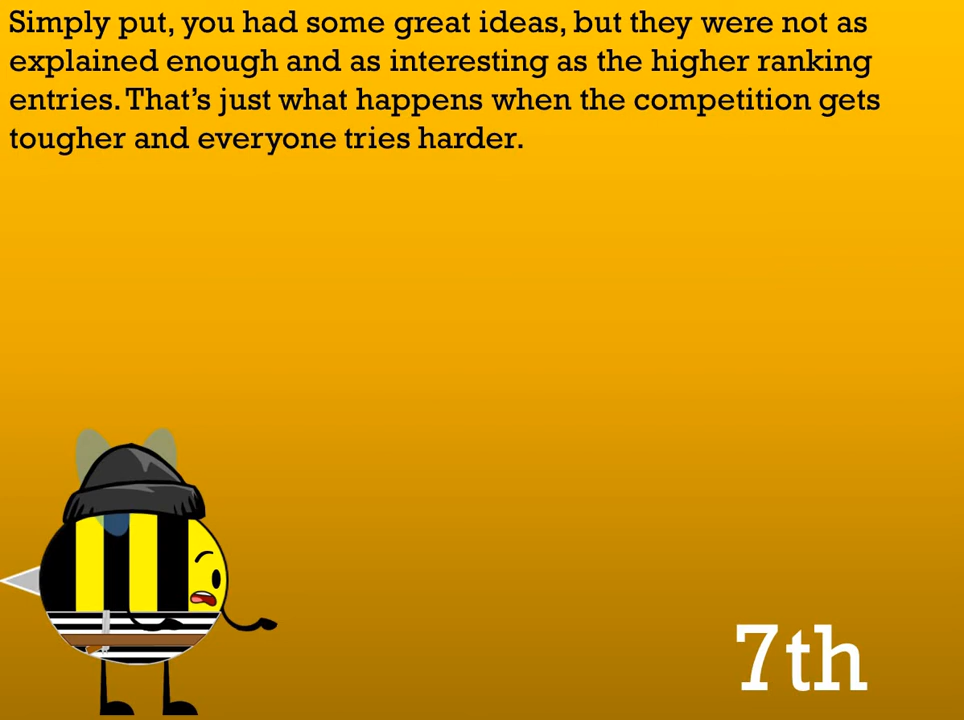 Simply put, you had some great ideas, but they were not as
explained enough and as interesting as the higher ranking
entries. That’s just what happens when the competition gets
tougher and everyone tries harder.
7th